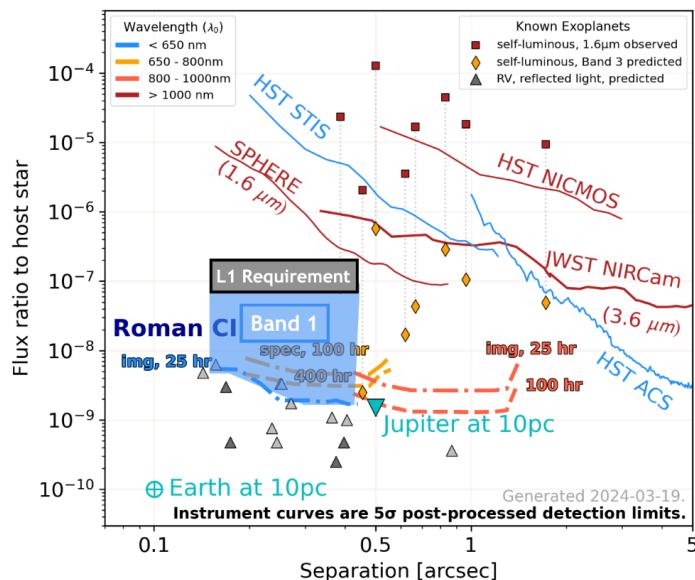 Wavelength (λ₀)
< 650 nm
650 - 800nm
800 - 1000nm
> 1000 nm
Known Exoplanets
self-luminous, 1.6μm observed
self-luminous, Band 3 predicted
RV, reflected light, predicted
10⁻⁴
10⁻⁵
10⁻⁶
10⁻⁷
10⁻⁸
10⁻⁹
10⁻¹⁰
Flux ratio to host star
HST STIS
SPHERE
(1.6 μm)
HST NICMOS
JWST NIRCam
(3.6 μm)
HST ACS
L1 Requirement
Roman CI
Band 1
img, 25 hr
spec, 100 hr
400 hr
img, 25 hr
100 hr
Jupiter at 10pc
Earth at 10pc
Generated 2024-03-19.
Instrument curves are 5σ post-processed detection limits.
0.1
0.5
1
5
Separation [arcsec]